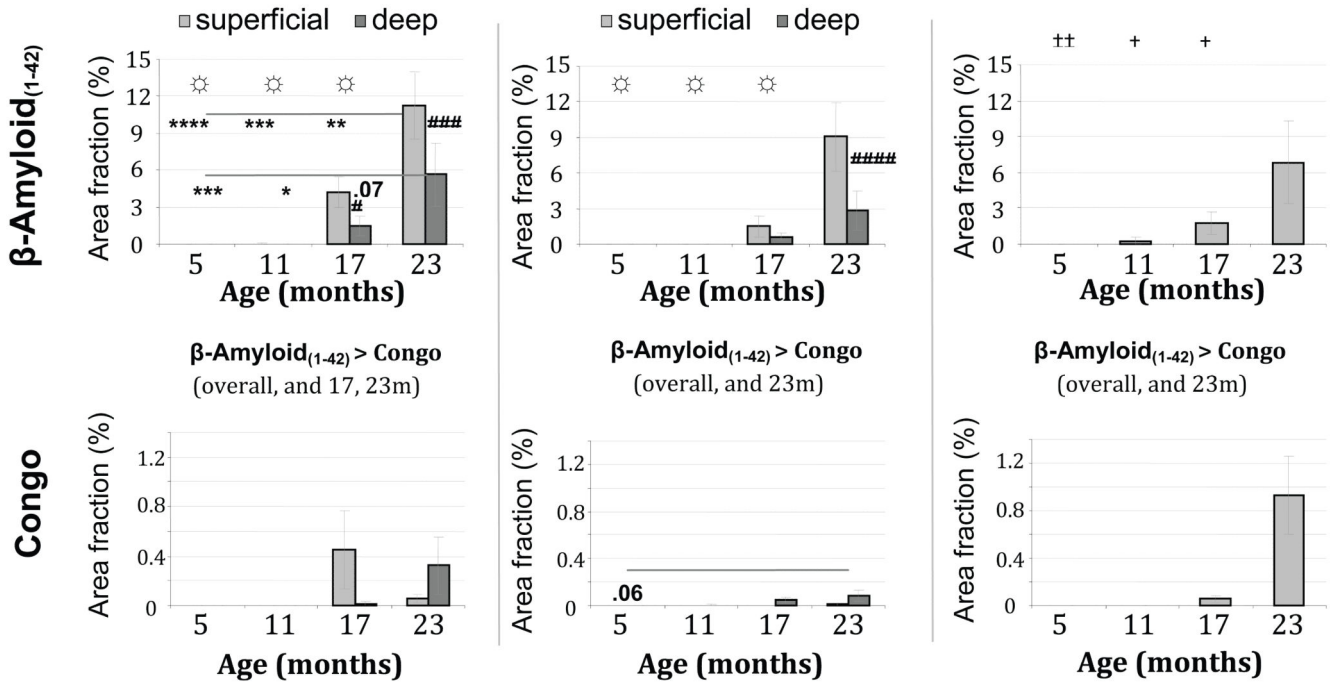 superficial deep
superficial deep
β-Amyloid(1-42)
Area fraction (%)
15
12
9
6
3
0
☼ ☼ ☼
**** *** **
###
*** *
.07
#
5 11 17 23
Age (months)
Area fraction (%)
15
12
9
6
3
0
☼ ☼ ☼
####
5 11 17 23
Age (months)
†† † †
Area fraction (%)
15
12
9
6
3
0
5 11 17 23
Age (months)
β-Amyloid(1-42) > Congo
(overall, and 17, 23m)
β-Amyloid(1-42) > Congo
(overall, and 23m)
β-Amyloid(1-42) > Congo
(overall, and 23m)
Congo
Area fraction (%)
1.2
0.8
0.4
0
5 11 17 23
Age (months)
Area fraction (%)
1.2
0.8
0.4
0
.06
5 11 17 23
Age (months)
Area fraction (%)
1.2
0.8
0.4
0
5 11 17 23
Age (months)